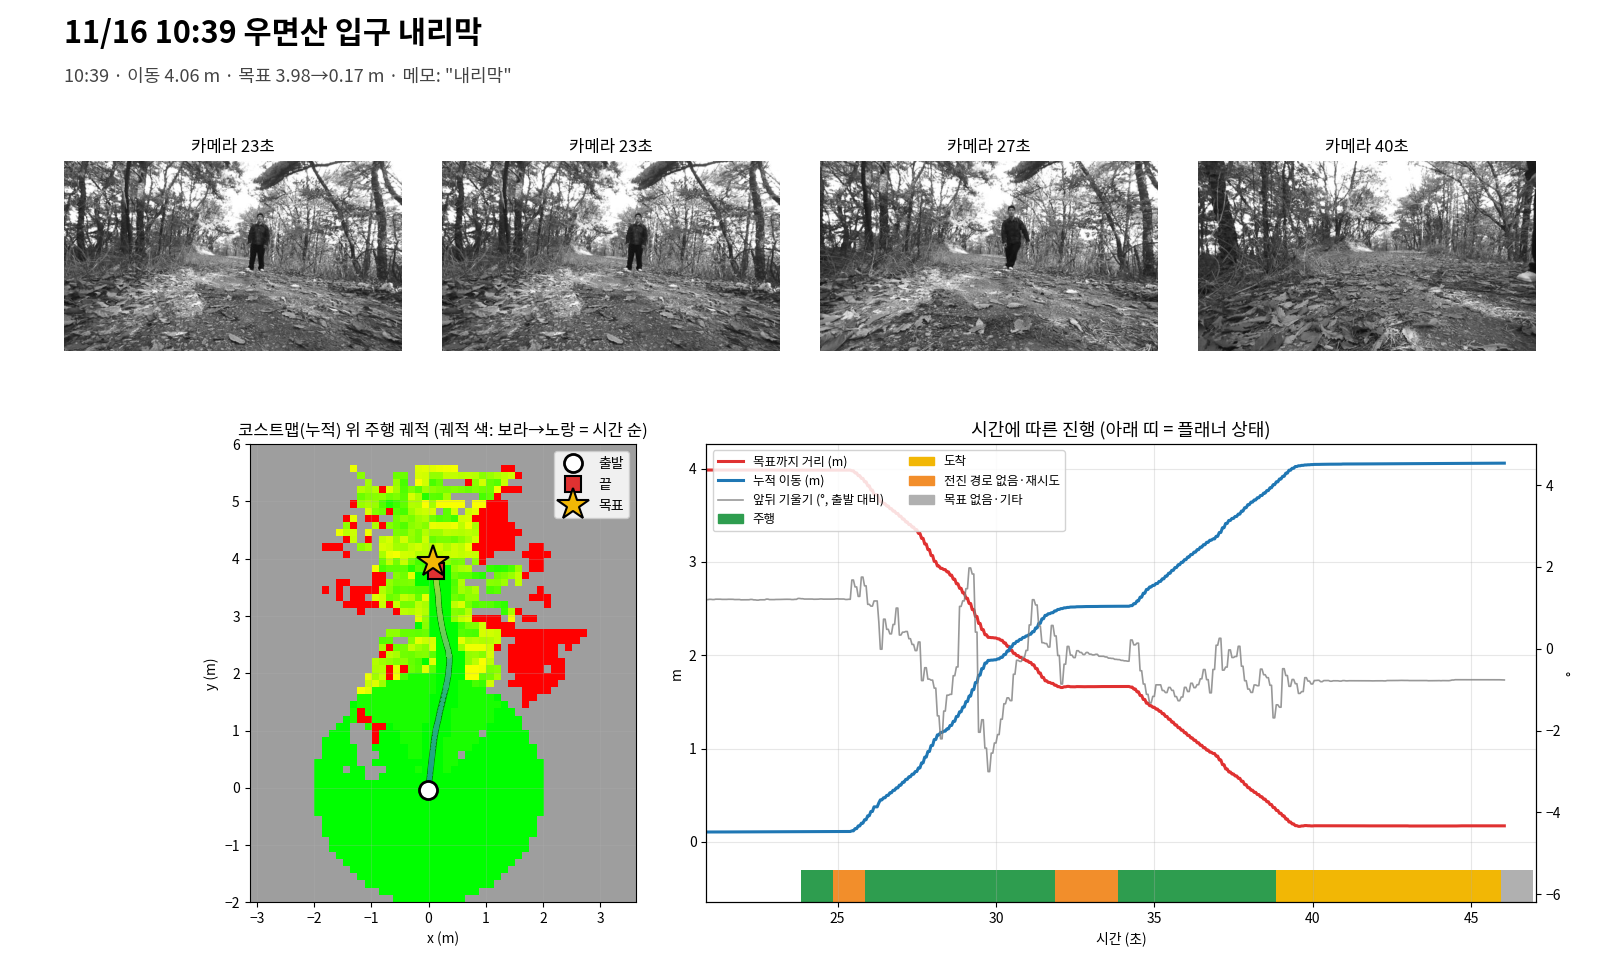 11/16 10:39 우면산 입구 내리막
10:39 · 이동 4.06 m · 목표 3.98→0.17 m · 메모: "내리막"
카메라 23초
카메라 23초
카메라 27초
카메라 40초
코스트맵(누적) 위 주행 궤적 (궤적 색: 보라→노랑 = 시간 순)
출발
끝
목표
6
5
4
3
2
1
0
−1
−2
y (m)
−3
−2
−1
0
1
2
3
x (m)
시간에 따른 진행 (아래 띠 = 플래너 상태)
목표까지 거리 (m)
누적 이동 (m)
앞뒤 기울기 (°, 출발 대비)
주행
도착
전진 경로 없음·재시도
목표 없음·기타
4
3
2
1
0
m
4
2
0
−2
−4
−6
°
25
30
35
40
45
시간 (초)